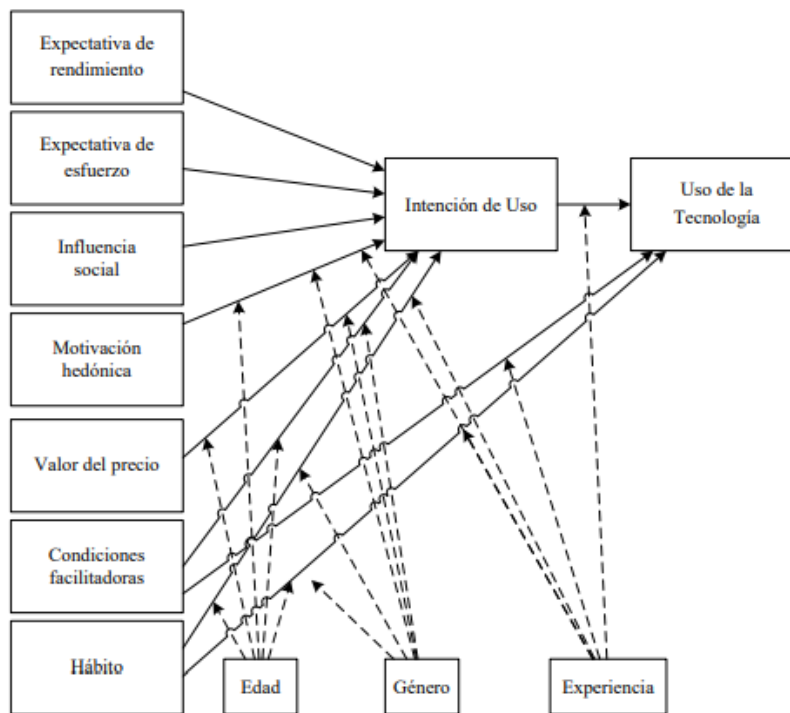 Expectativa de
rendimiento
Expectativa de
esfuerzo
Influencia
social
Motivación
hedónica
Valor del precio
Condiciones
facilitadoras
Hábito
Intención de Uso
Uso de la
Tecnología
Edad
Género
Experiencia